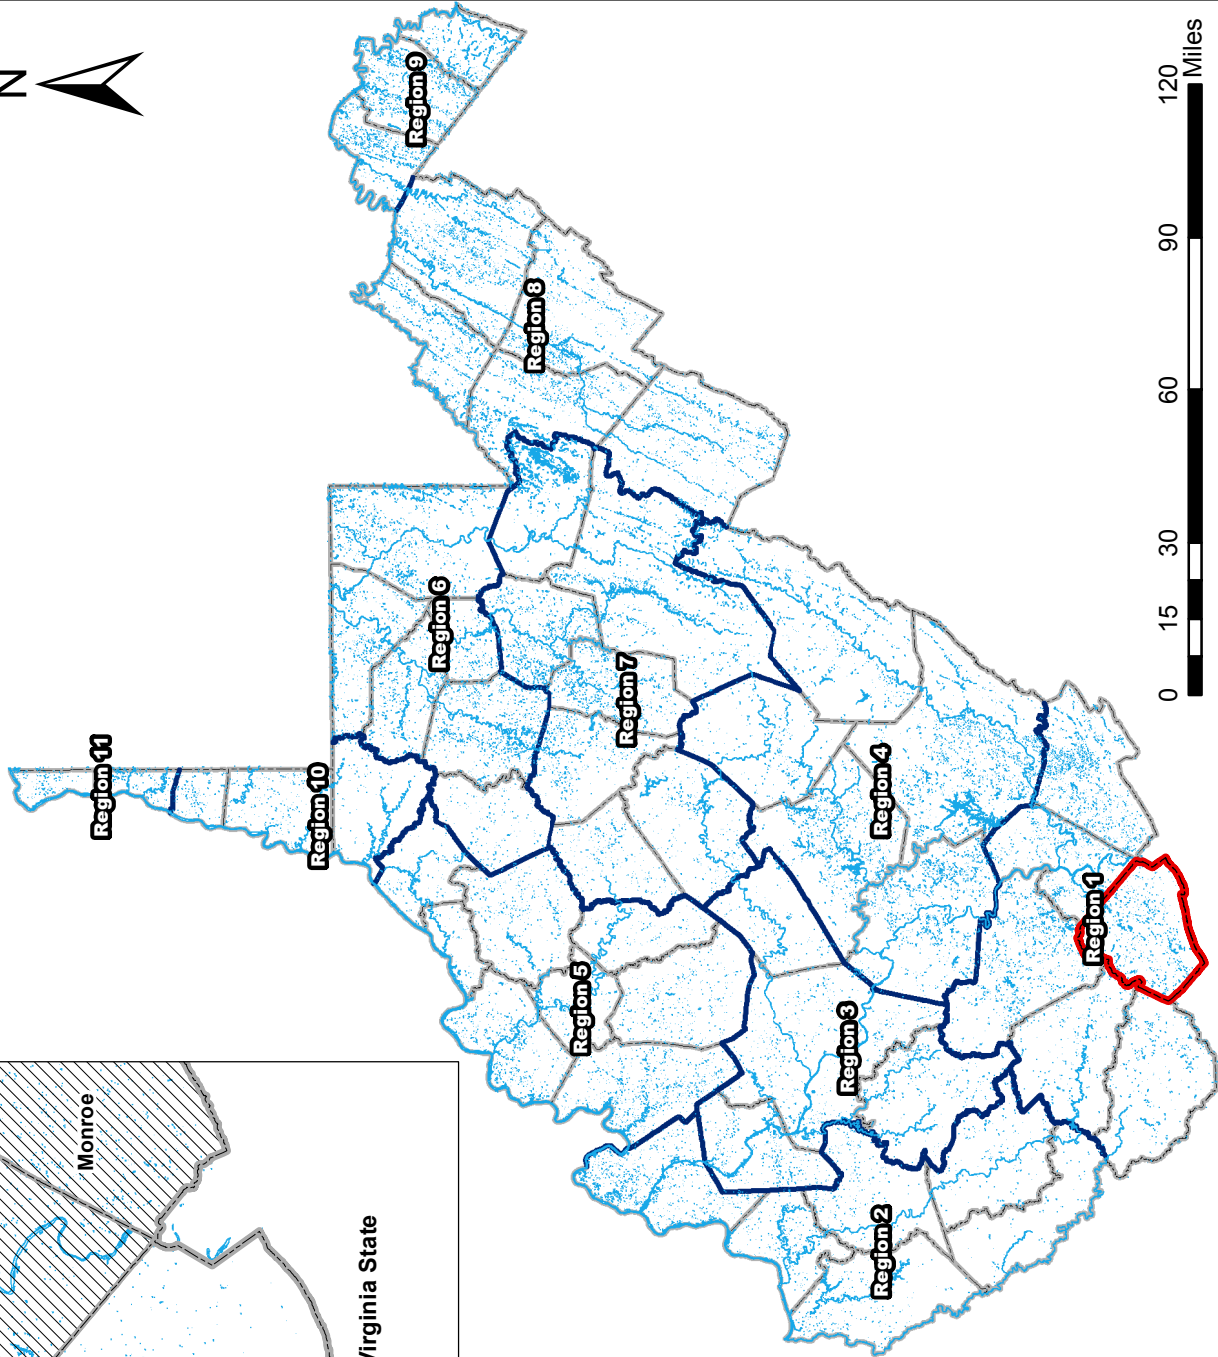 N
Region 11
Region 10
Region 9
Region 6
Region 8
Region 5
Region 7
Region 3
Region 4
Region 2
Region 1
Monroe
Virginia State
0 15 30 60 90 120
Miles